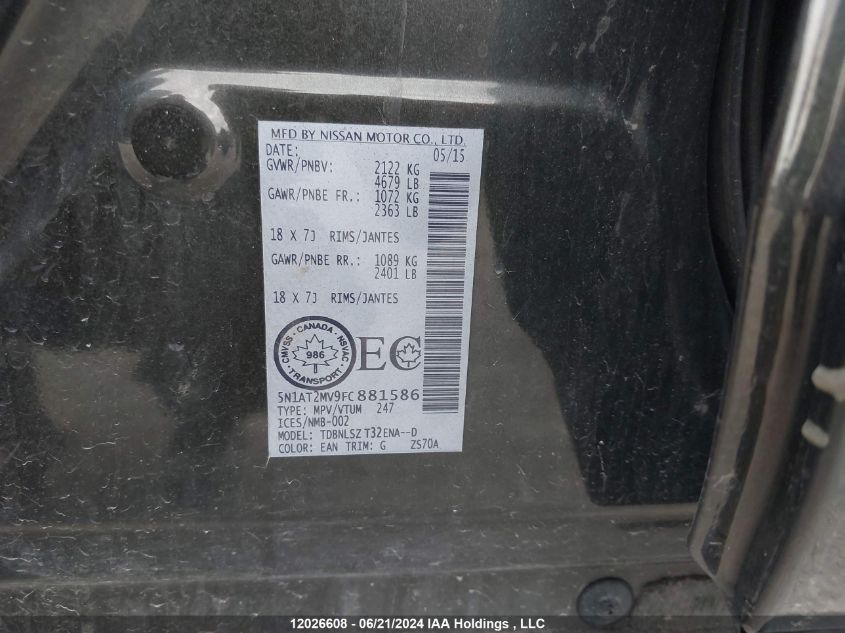 MFD BY NISSAN MOTOR CO., LTD.
DATE: 05/15
GVWR/PNBV: 2122 KG
4679 LB
GAWR/PNBE FR.: 1072 KG
2363 LB
18 X 7J RIMS/JANTES
GAWR/PNBE RR.: 1089 KG
2401 LB
18 X 7J RIMS/JANTES
CMVSS · CANADA · NSVAC
986
· TRANSPORT ·
EC
5N1AT2MV9FC881586
TYPE: MPV/VTUM 247
ICES/NMB-002
MODEL: TDBNLSZ T32ENA--D
COLOR: EAN TRIM: G ZS70A
12026608 - 06/21/2024 IAA Holdings , LLC